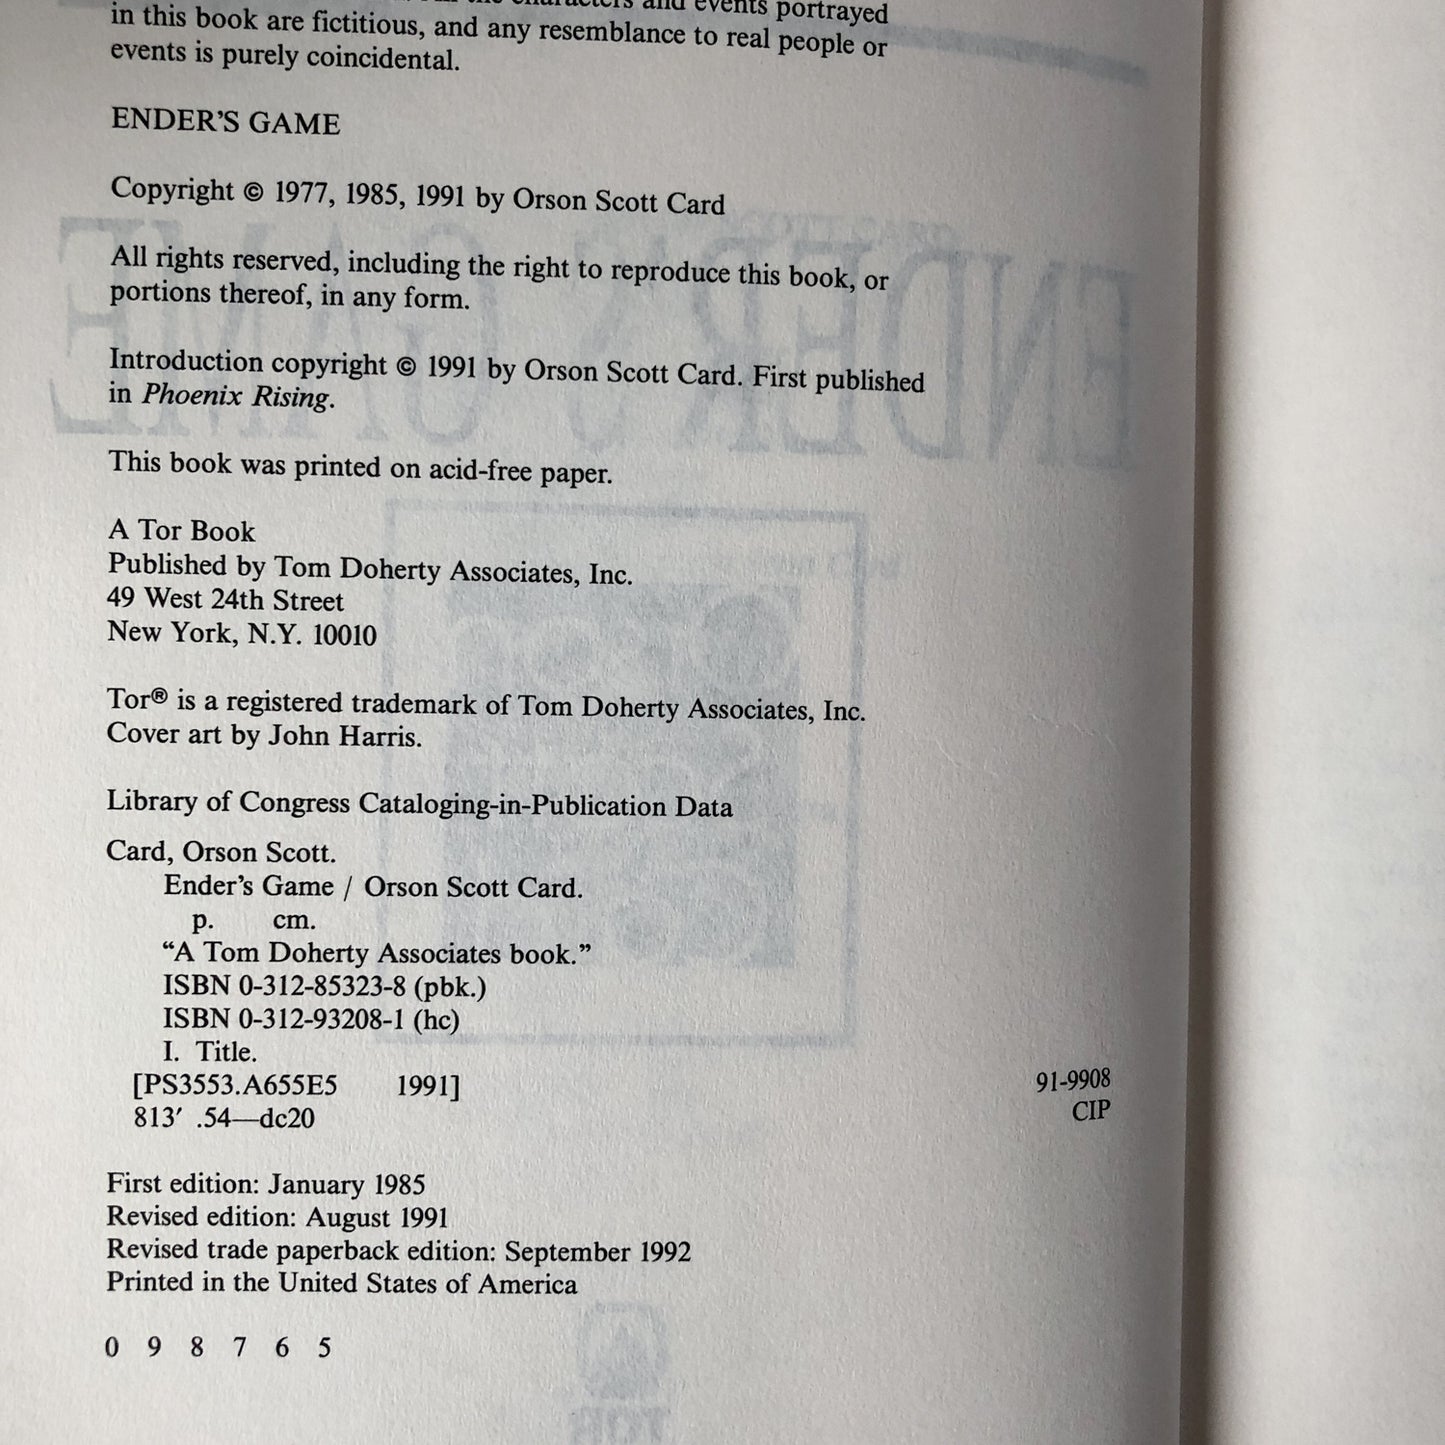 characters and events portrayed
in this book are fictitious, and any resemblance to real people or
events is purely coincidental.
ENDER’S GAME
Copyright © 1977, 1985, 1991 by Orson Scott Card
All rights reserved, including the right to reproduce this book, or
portions thereof, in any form.
Introduction copyright © 1991 by Orson Scott Card. First published
in Phoenix Rising.
This book was printed on acid-free paper.
A Tor Book
Published by Tom Doherty Associates, Inc.
49 West 24th Street
New York, N.Y. 10010
Tor® is a registered trademark of Tom Doherty Associates, Inc.
Cover art by John Harris.
Library of Congress Cataloging-in-Publication Data
Card, Orson Scott.
Ender’s Game / Orson Scott Card.
p. cm.
“A Tom Doherty Associates book.”
ISBN 0-312-85323-8 (pbk.)
ISBN 0-312-93208-1 (hc)
I. Title.
[PS3553.A655E5 1991]
813′ .54—dc20
91-9908
CIP
First edition: January 1985
Revised edition: August 1991
Revised trade paperback edition: September 1992
Printed in the United States of America
0 9 8 7 6 5